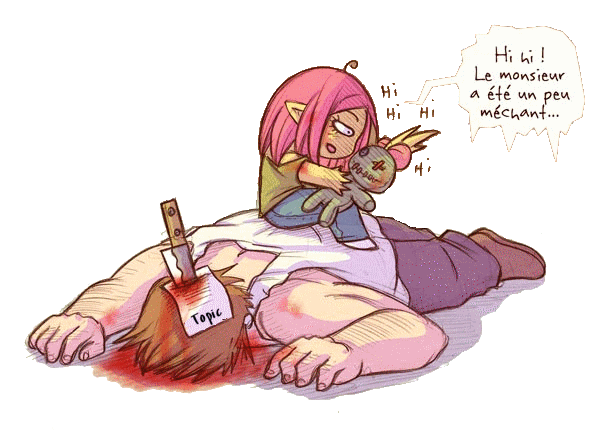 Hi hi !
Le monsieur
a été un peu
méchant...
Hi
Hi Hi
Hi
Topic